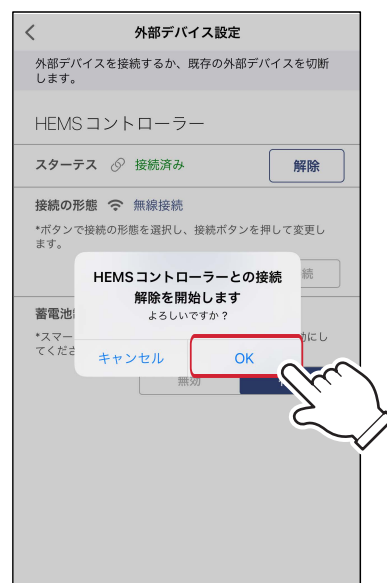 外部デバイス設定
外部デバイスを接続するか、既存の外部デバイスを切断
します。
HEMSコントローラー
スターテス 接続済み 解除
接続の形態 無線接続
*ボタンで接続の形態を選択し、接続ボタンを押して変更し
ます。
続
HEMSコントローラーとの接続
解除を開始します
よろしいですか？
蓄電池
*スマー
てくださ
効にし
キャンセル OK
無効